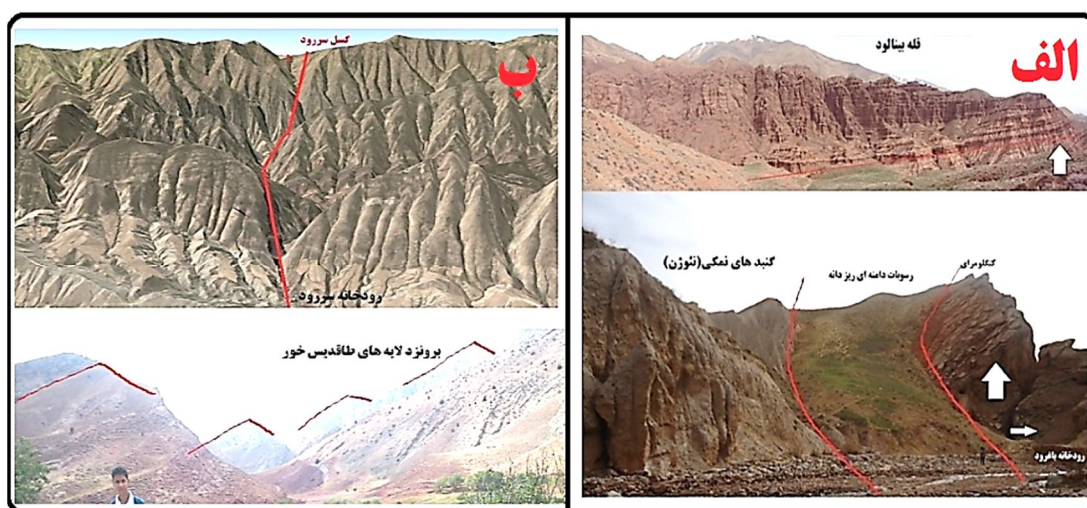 الف
قله بینالود
گنبد های نمکی(نئوژن)
رسوبات دامنه ای ریز دانه
کنگلومرای
رودخانه باغرود
ب
گسل سررود
رودخانه سررود
برونزد لایه های طاقدیس خور